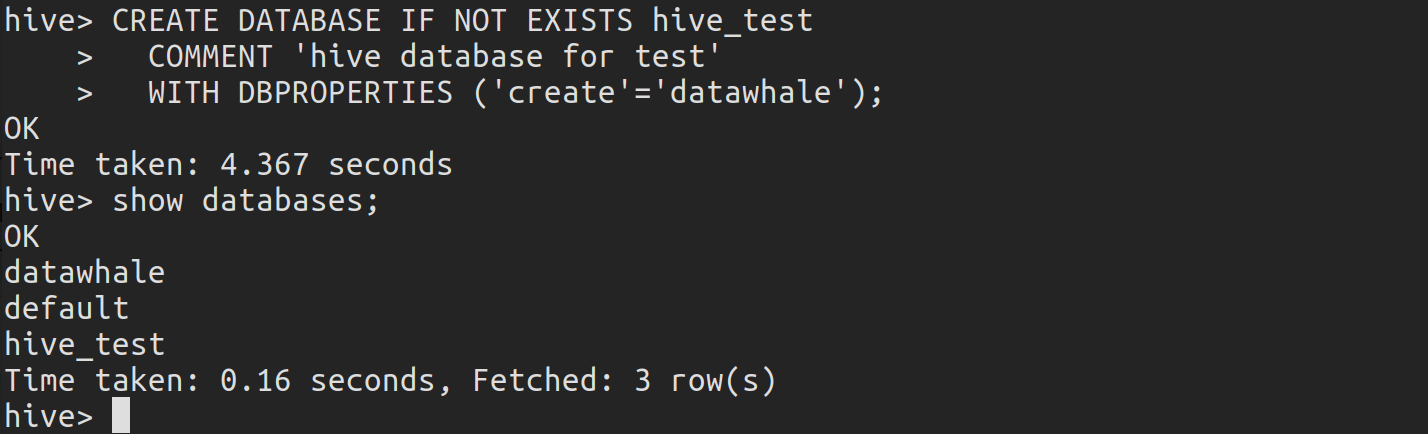 hive> CREATE DATABASE IF NOT EXISTS hive_test
    >   COMMENT 'hive database for test'
    >   WITH DBPROPERTIES ('create'='datawhale');
OK
Time taken: 4.367 seconds
hive> show databases;
OK
datawhale
default
hive_test
Time taken: 0.16 seconds, Fetched: 3 row(s)
hive>